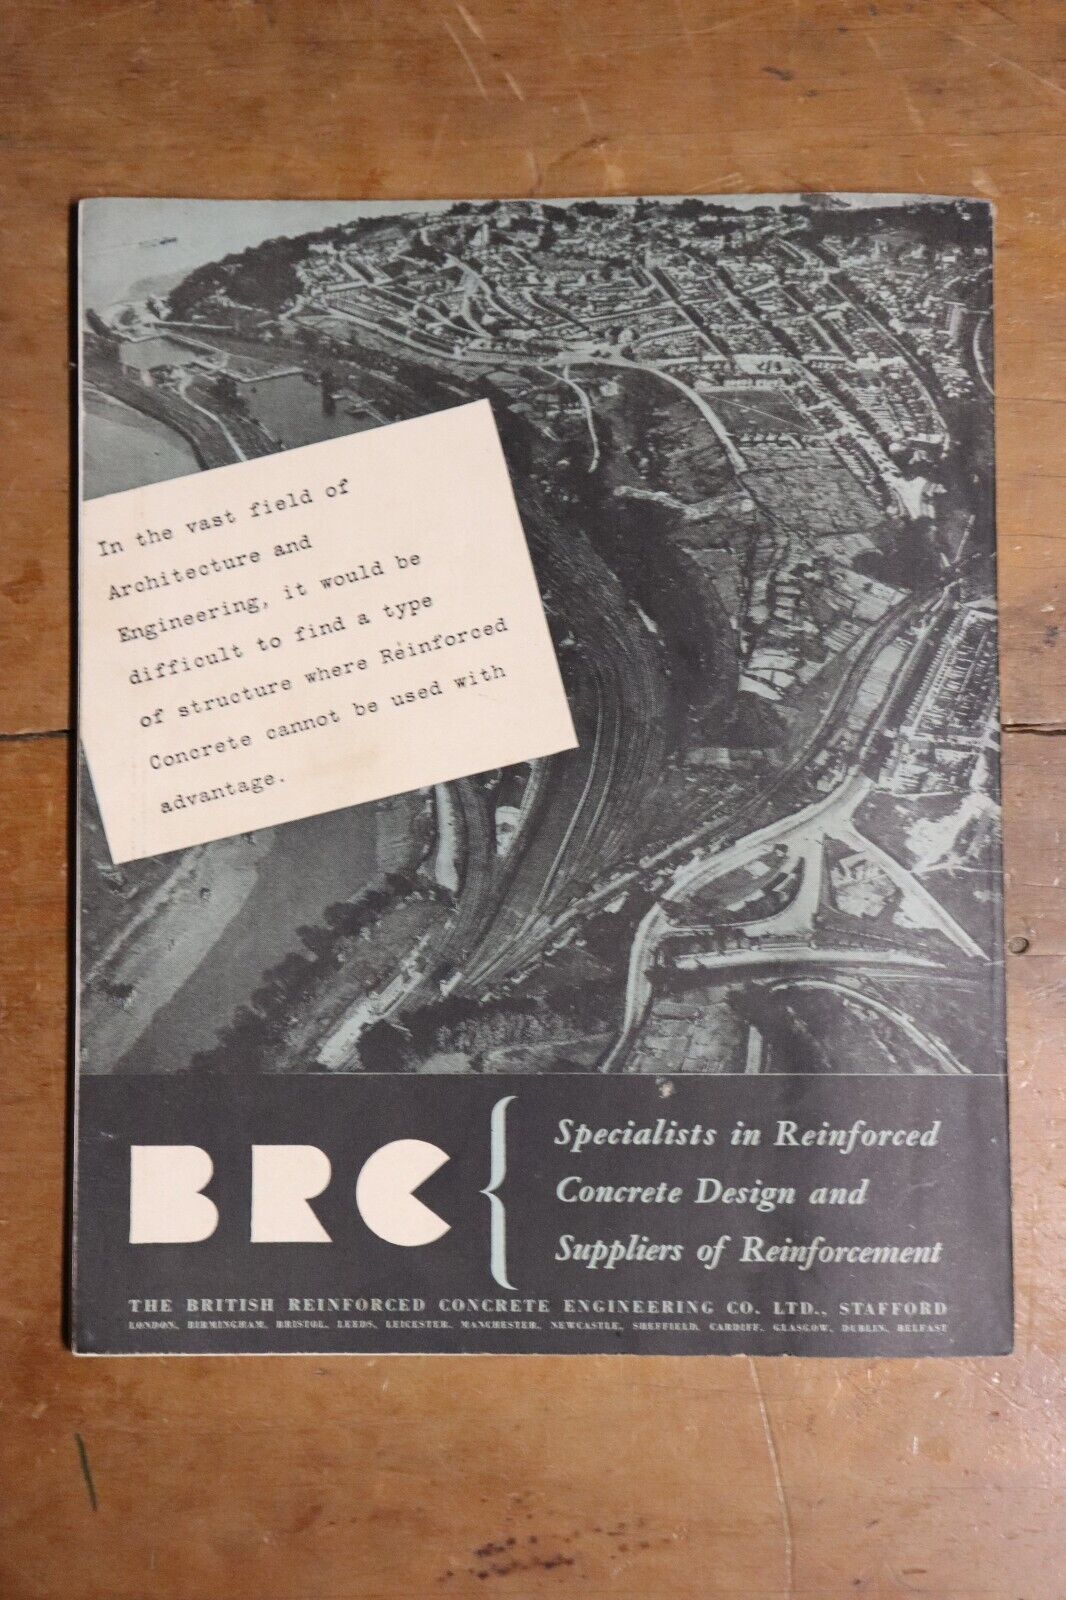 In the vast field of
Architecture and
Engineering, it would be
difficult to find a type
of structure where Reinforced
Concrete cannot be used with
advantage.
BRC
Specialists in Reinforced
Concrete Design and
Suppliers of Reinforcement
THE BRITISH REINFORCED CONCRETE ENGINEERING CO. LTD., STAFFORD
LONDON, BIRMINGHAM, BRISTOL, LEEDS, LEICESTER, MANCHESTER, NEWCASTLE, SHEFFIELD, CARDIFF, GLASGOW, DUBLIN, BELFAST